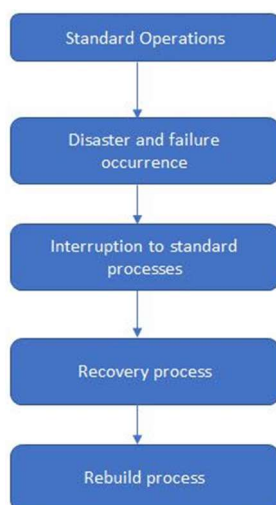 Standard Operations
Disaster and failure
occurrence
Interruption to standard
processes
Recovery process
Rebuild process